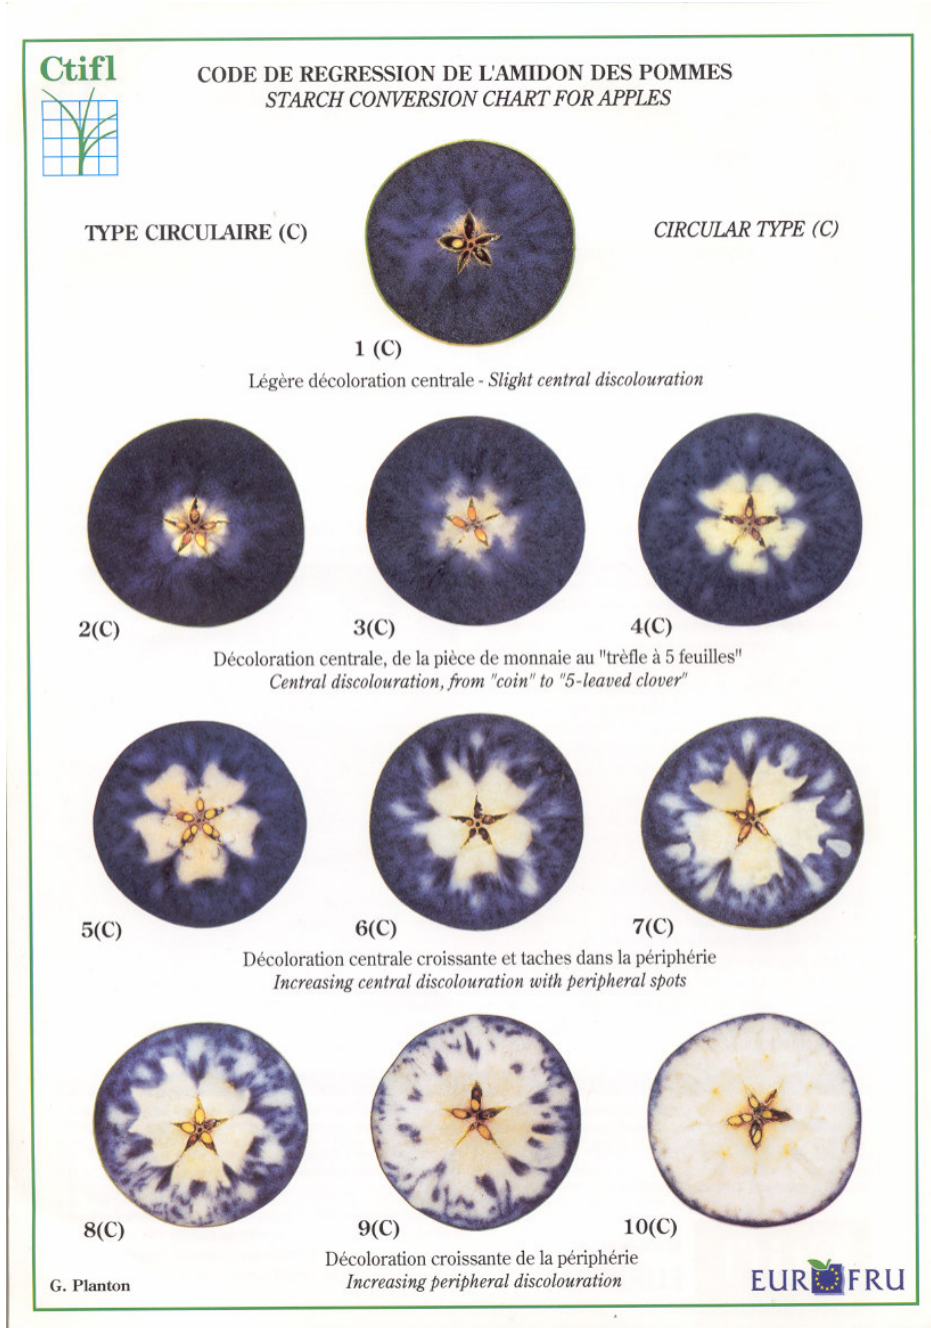 Ctifl
CODE DE REGRESSION DE L'AMIDON DES POMMES
STARCH CONVERSION CHART FOR APPLES
TYPE CIRCULAIRE (C)
CIRCULAR TYPE (C)
1 (C)
Légère décoloration centrale - Slight central discolouration
2(C)
3(C)
4(C)
Décoloration centrale, de la pièce de monnaie au "trèfle à 5 feuilles"
Central discolouration, from "coin" to "5-leaved clover"
5(C)
6(C)
7(C)
Décoloration centrale croissante et taches dans la périphérie
Increasing central discolouration with peripheral spots
8(C)
9(C)
10(C)
Décoloration croissante de la périphérie
Increasing peripheral discolouration
G. Planton
EUROFRU